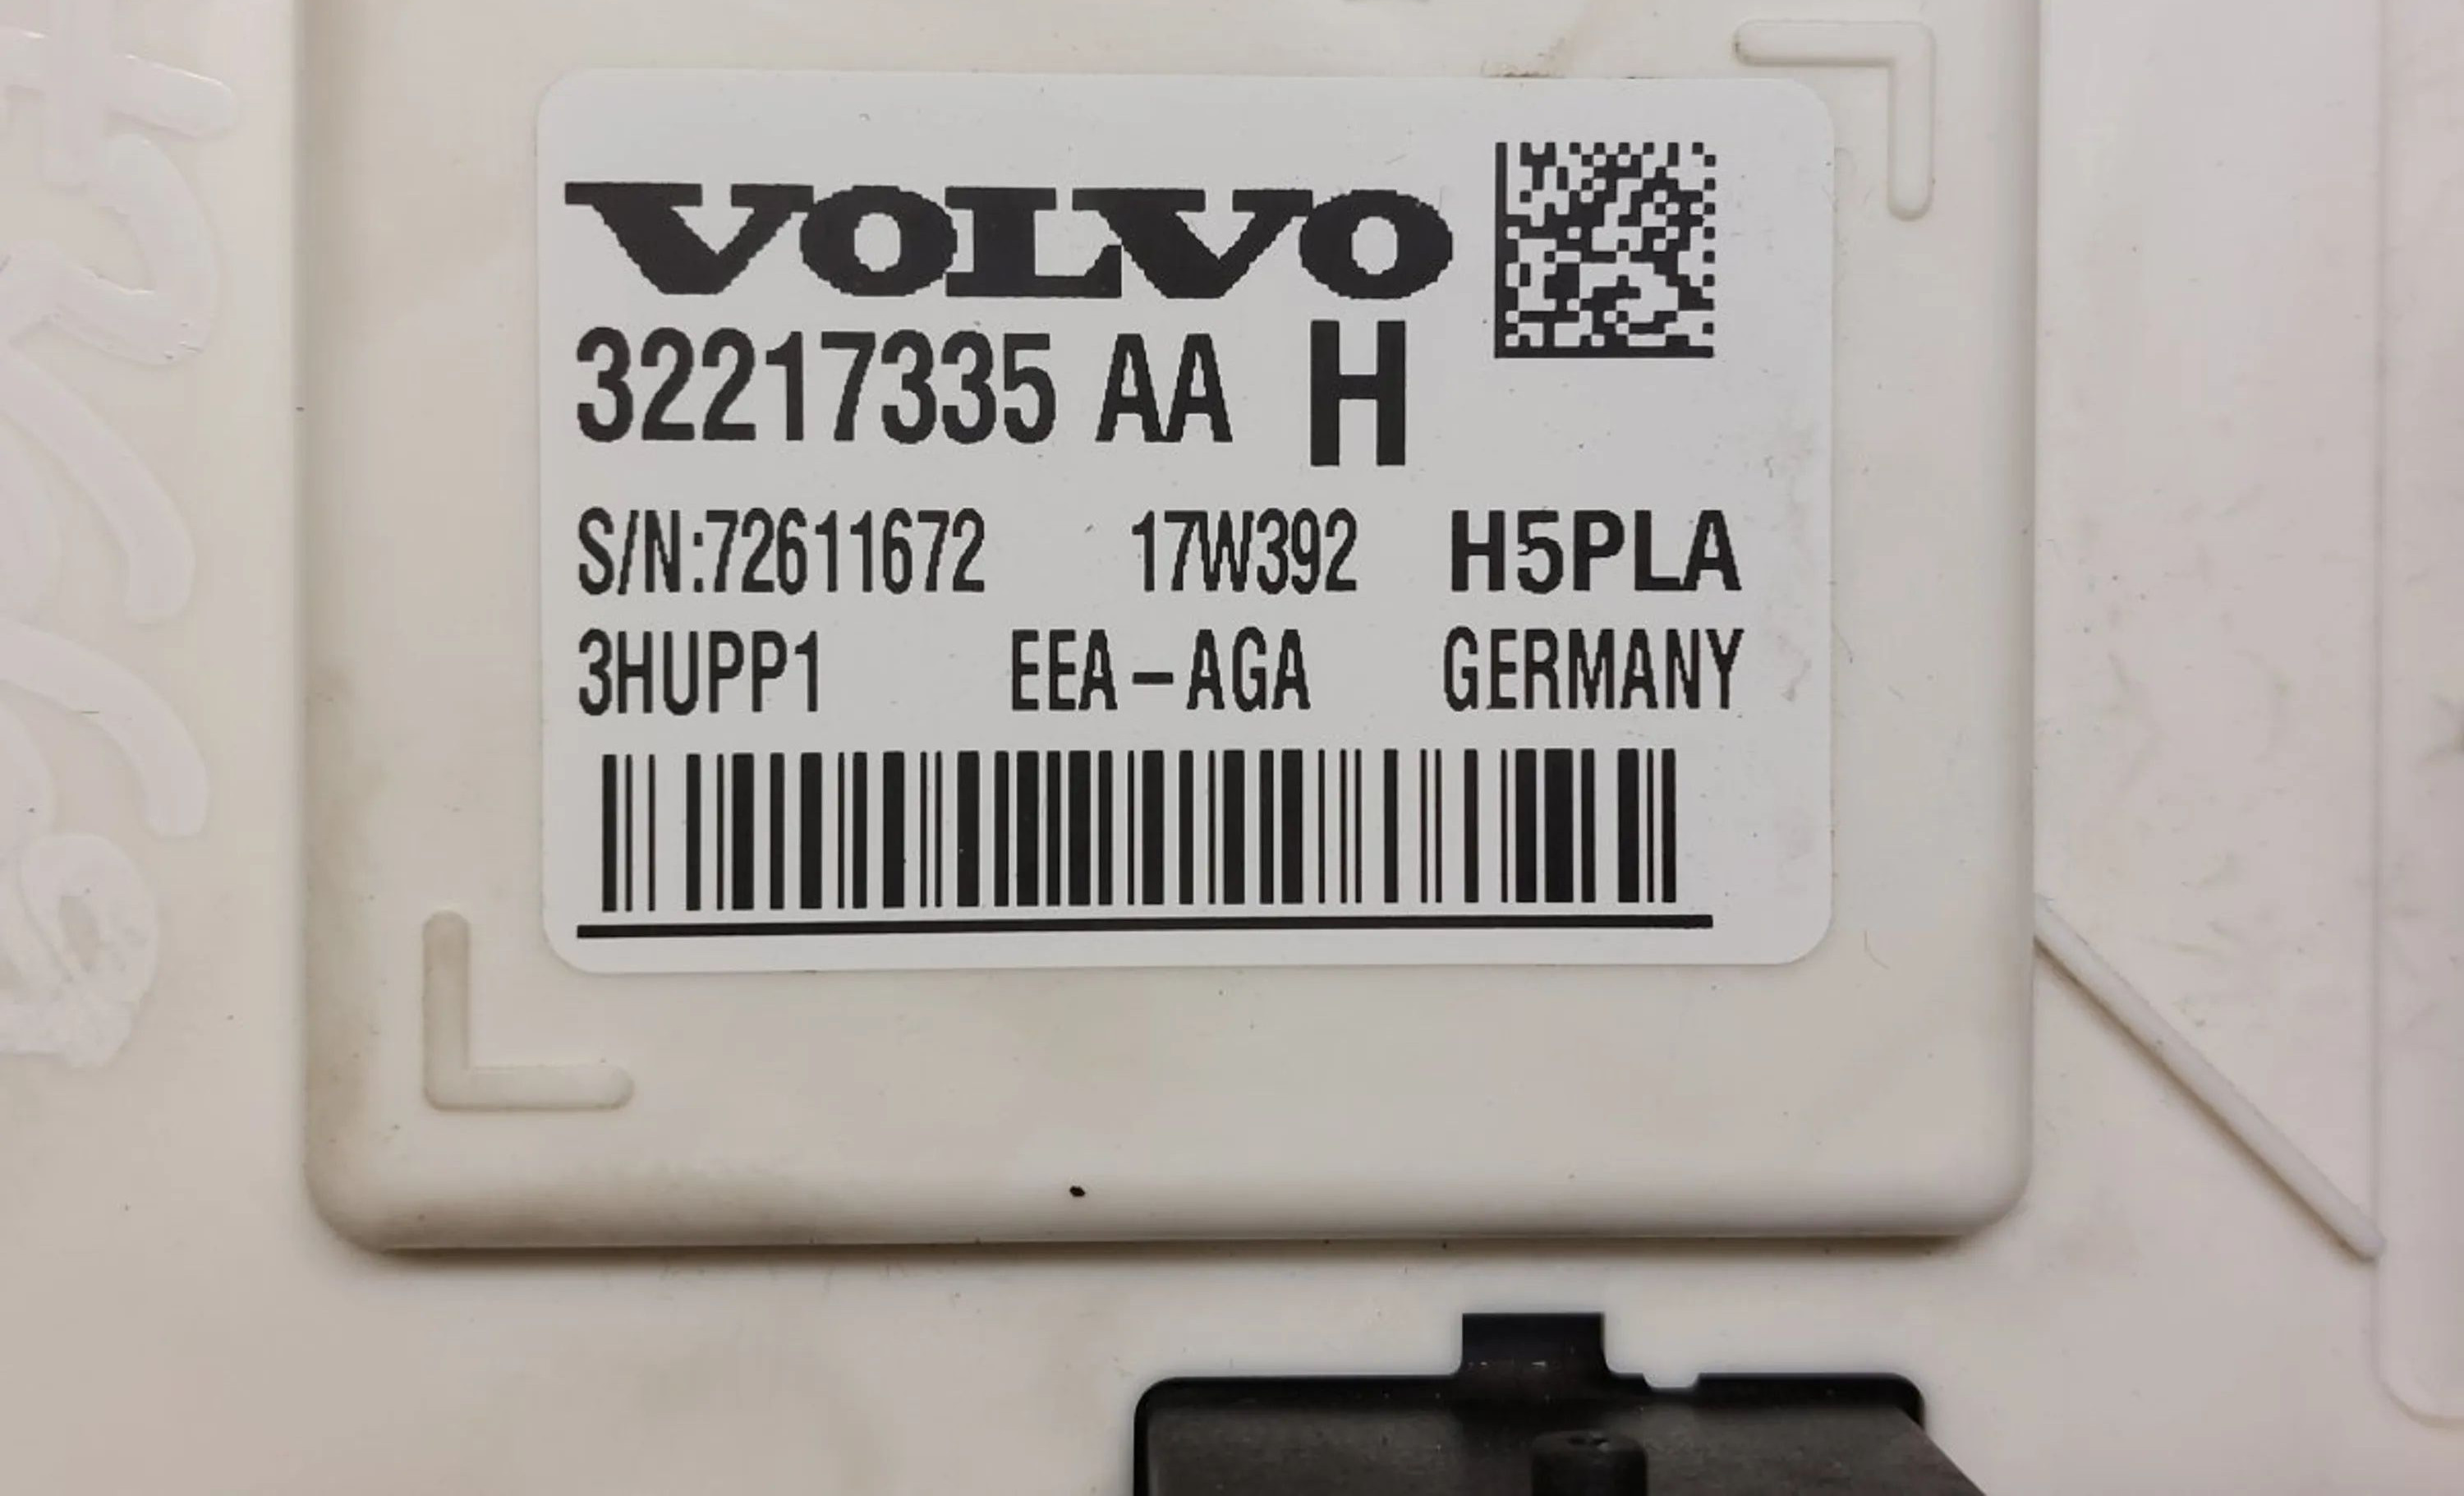 VOLVO
32217335 AA H
S/N:72611672 17W392 H5PLA
3HUPP1 EEA-AGA GERMANY